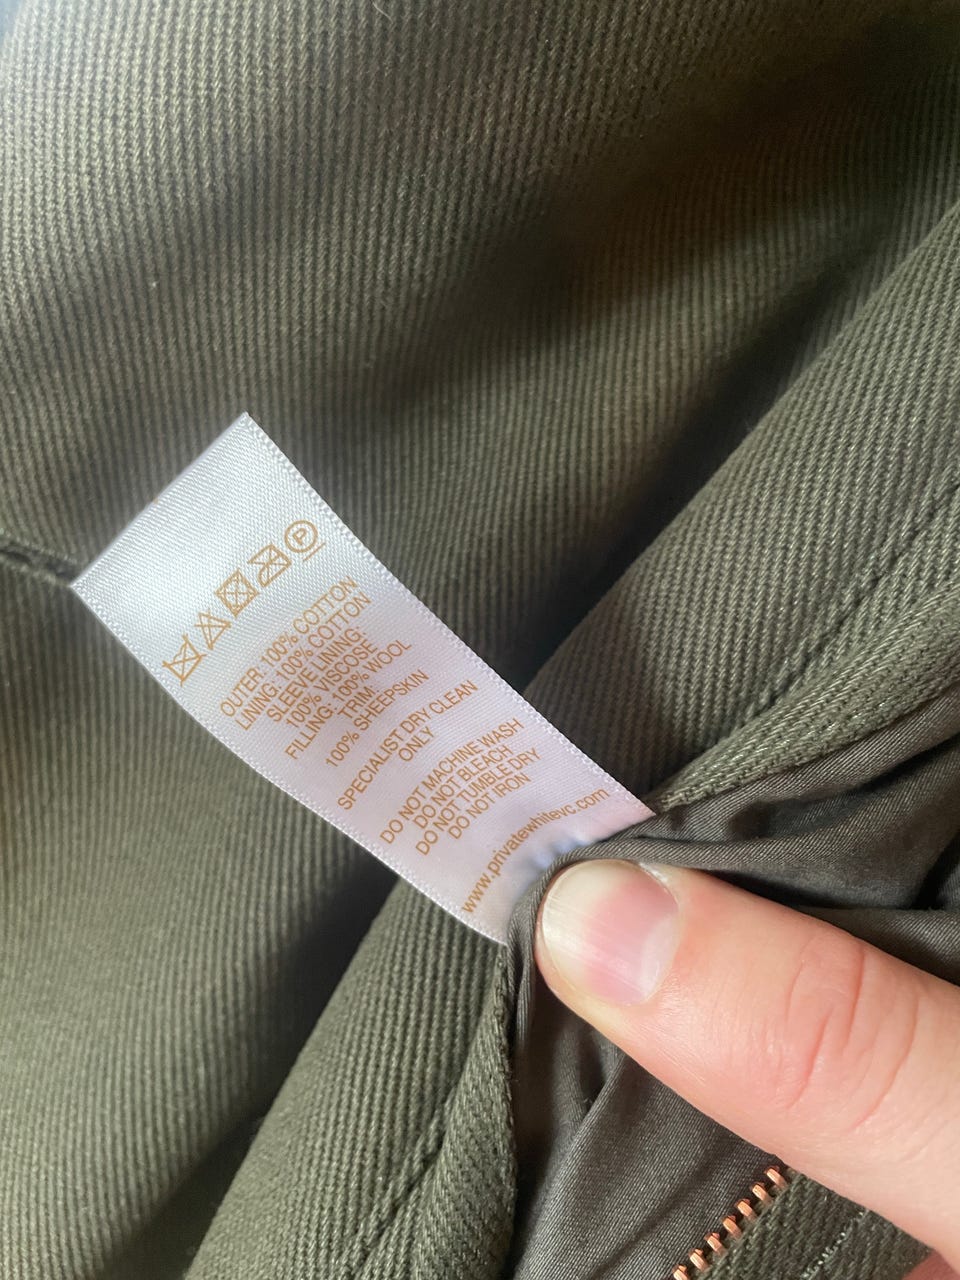 P
OUTER: 100% COTTON
LINING: 100% COTTON
SLEEVE LINING:
100% VISCOSE
FILLING: 100% WOOL
TRIM:
100% SHEEPSKIN
SPECIALIST DRY CLEAN
ONLY
DO NOT MACHINE WASH
DO NOT BLEACH
DO NOT TUMBLE DRY
DO NOT IRON
www.privatewhitevc.com